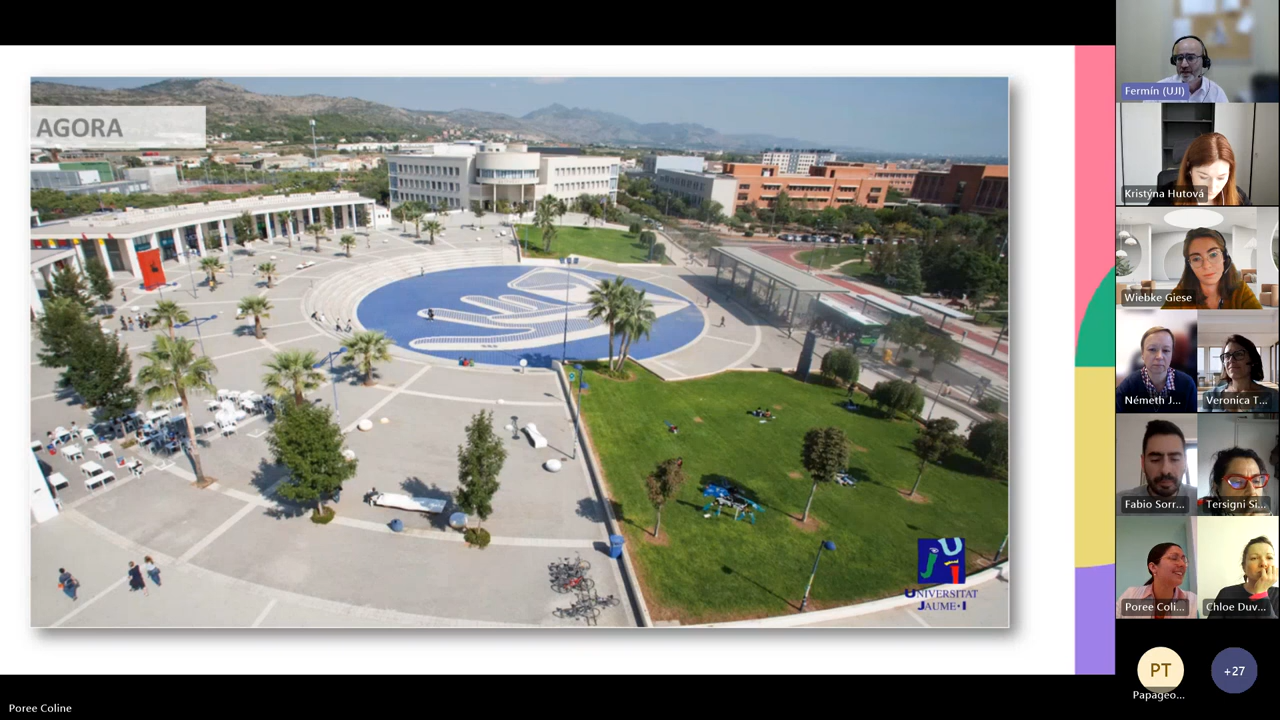 AGORA
UJI
UNIVERSITAT
JAUME·I
Fermín (UJI)
Kristýna Hutová
Wiebke Giese
Németh J...
Veronica T...
Fabio Sorr...
Tersigni Si...
Poree Coli...
Chloe Duv...
PT
+27
Papageo...
Poree Coline